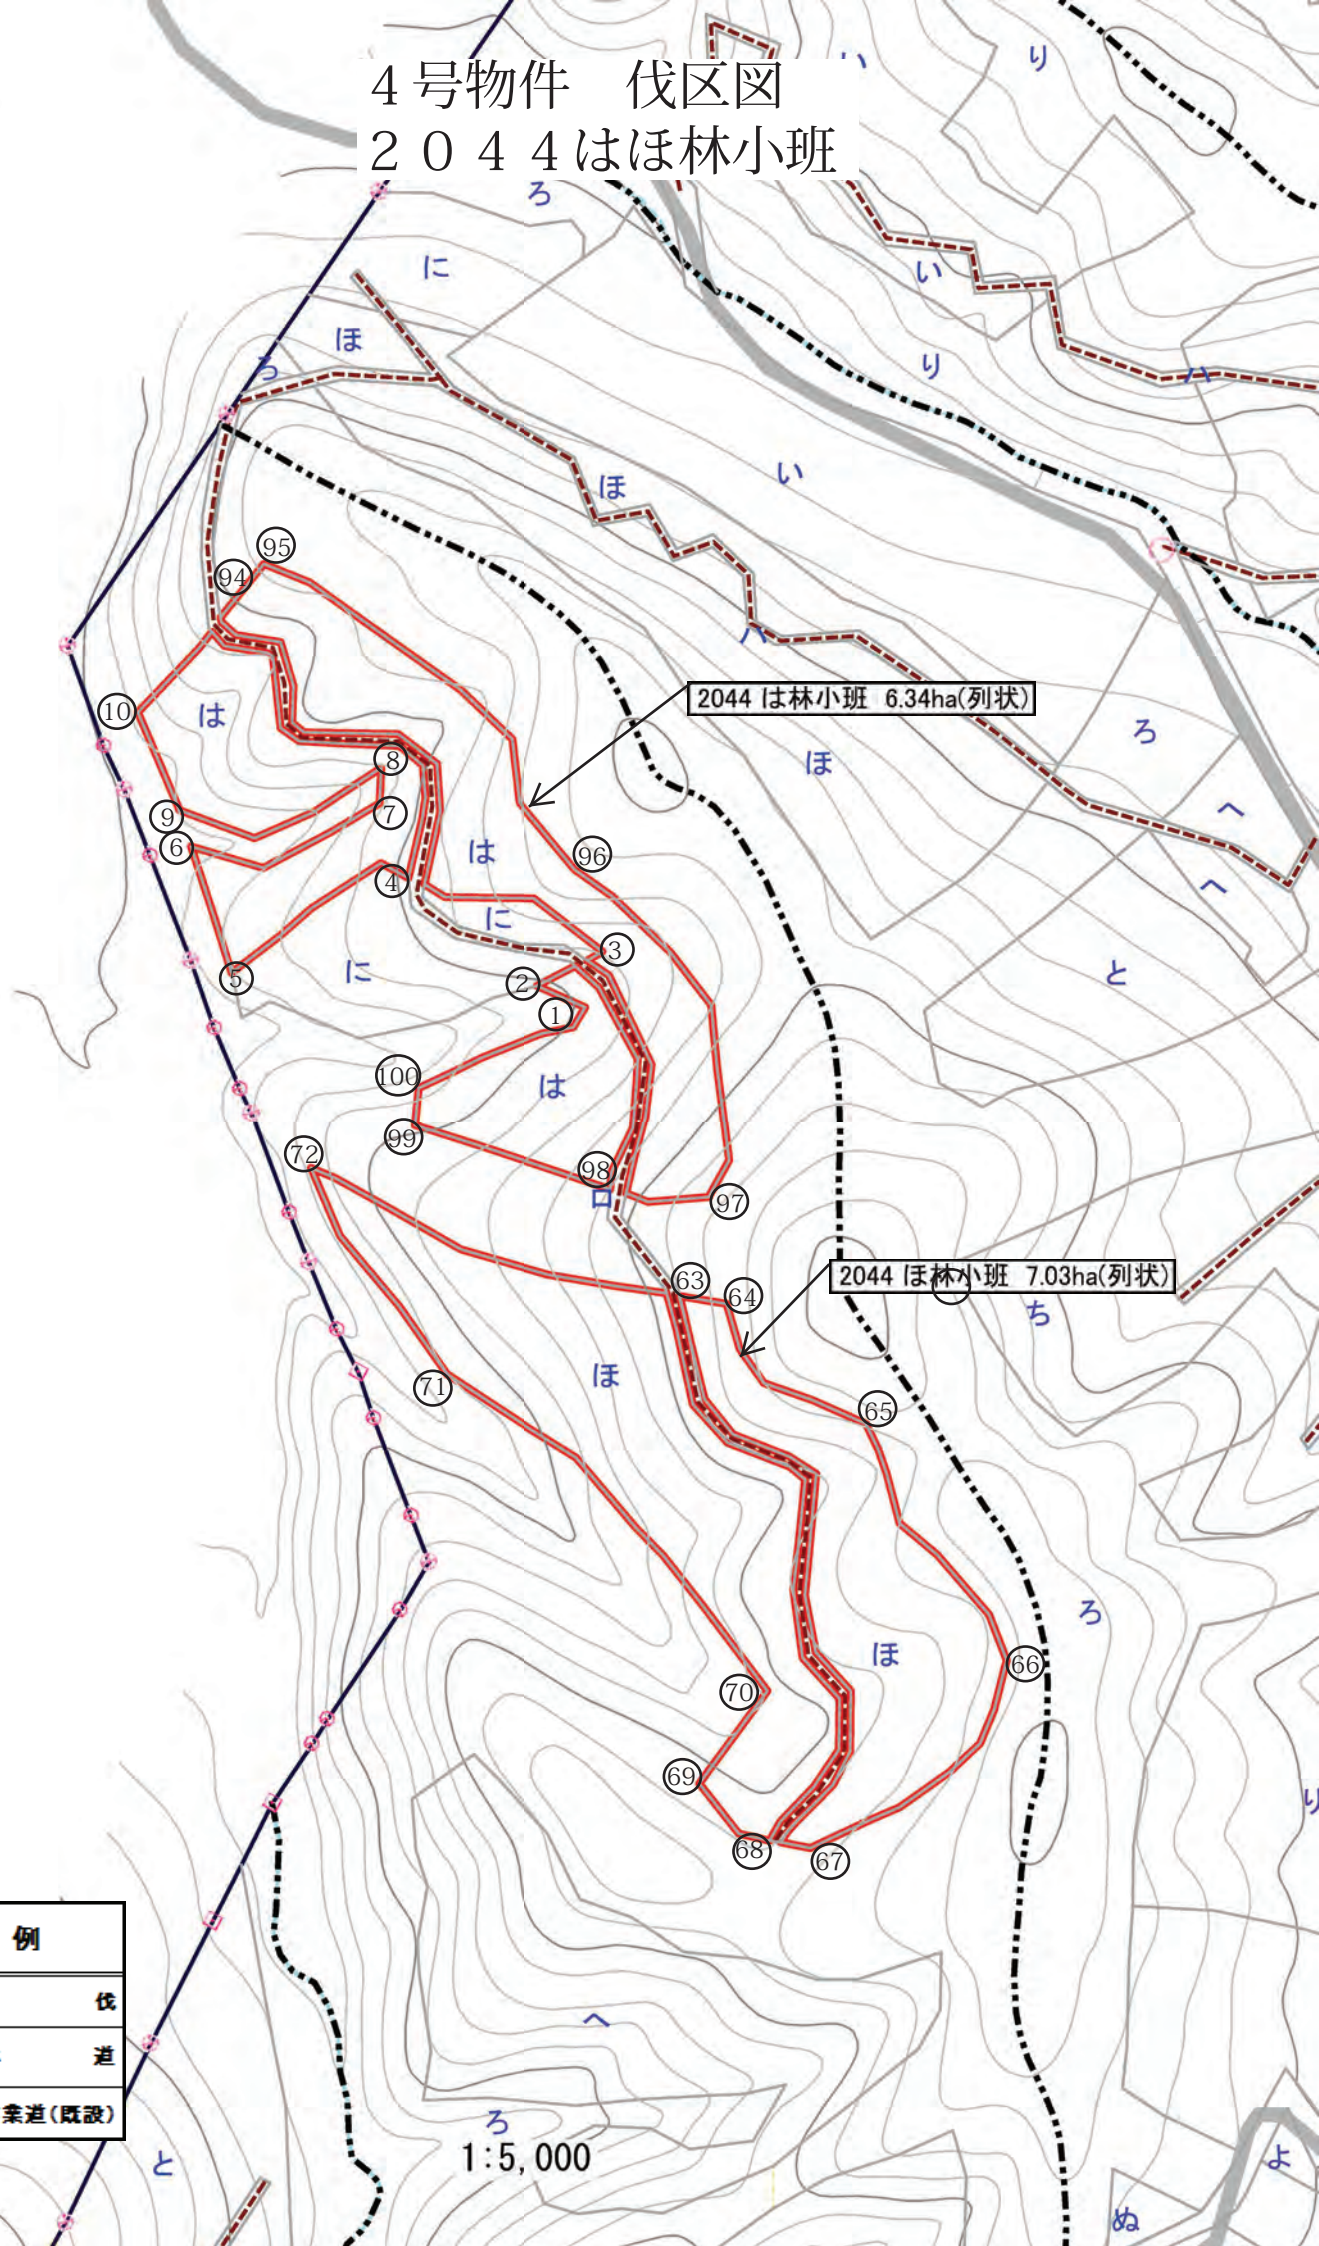 ４号物件　伐区図
２０４４はほ林小班
い
り
ろ
に
い
ほ
ろ
り
ハ
い
ほ
95
94
ハ
2044 は林小班 6.34ha(列状)
10
は
ろ
8
ほ
7
9
へ
6
は
96
4
へ
に
3
に
と
5
2
1
100
は
99
72
98
ロ
97
63
2044 ほ林小班 7.03ha(列状)
64
ち
ほ
71
65
ろ
ほ
66
70
69
り
68
67
例
伐
へ
道
業道(既設)
ろ
1:5,000
と
よ
ぬ